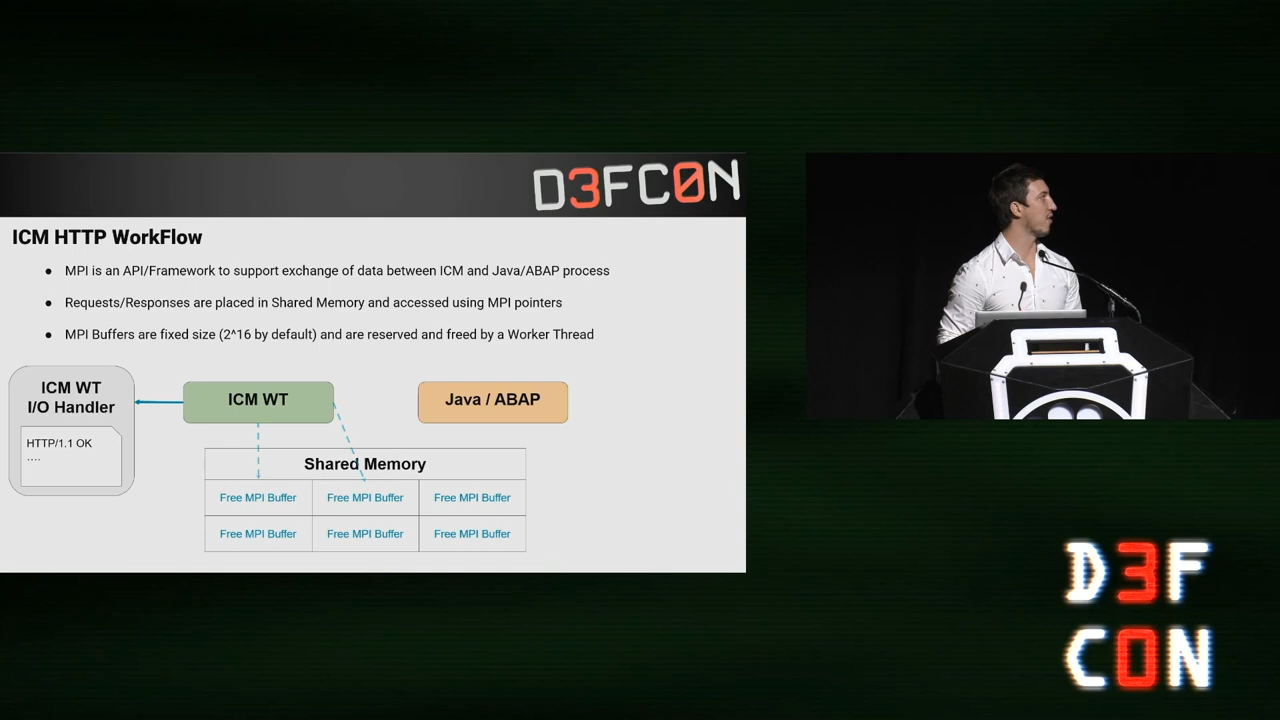 D3FC0N
ICM HTTP WorkFlow
● MPI is an API/Framework to support exchange of data between ICM and Java/ABAP process
● Requests/Responses are placed in Shared Memory and accessed using MPI pointers
● MPI Buffers are fixed size (2^16 by default) and are reserved and freed by a Worker Thread
ICM WT
I/O Handler
HTTP/1.1 OK
....
ICM WT
Java / ABAP
Shared Memory
Free MPI Buffer Free MPI Buffer Free MPI Buffer
Free MPI Buffer Free MPI Buffer Free MPI Buffer
D3F
C0N